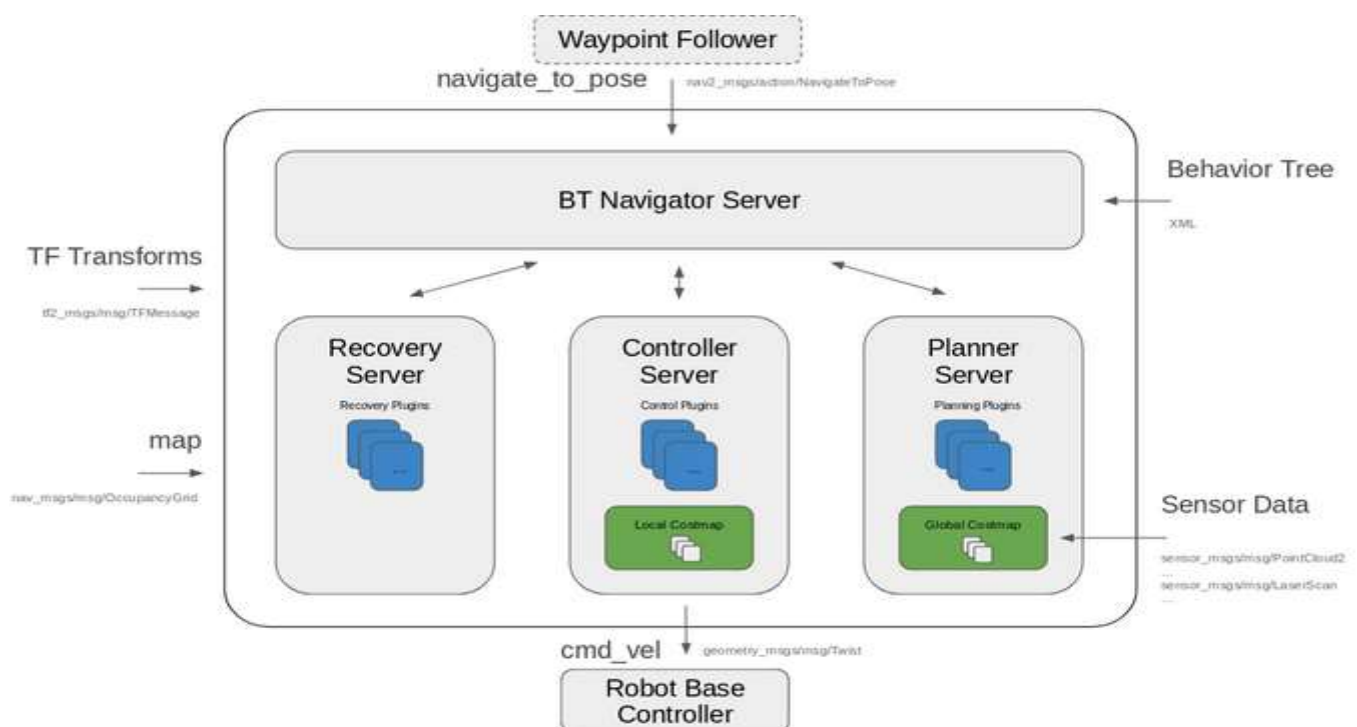 Waypoint Follower
navigate_to_pose
nav2_msgs/action/NavigateToPose
BT Navigator Server
Behavior Tree
XML
TF Transforms
tf2_msgs/msg/TFMessage
map
nav_msgs/msg/OccupancyGrid
Recovery
Server
Recovery Plugins
Controller
Server
Control Plugins
Local Costmap
Planner
Server
Planning Plugins
Global Costmap
Sensor Data
sensor_msgs/msg/PointCloud2
...
sensor_msgs/msg/LaserScan
...
cmd_vel
geometry_msgs/msg/Twist
Robot Base
Controller